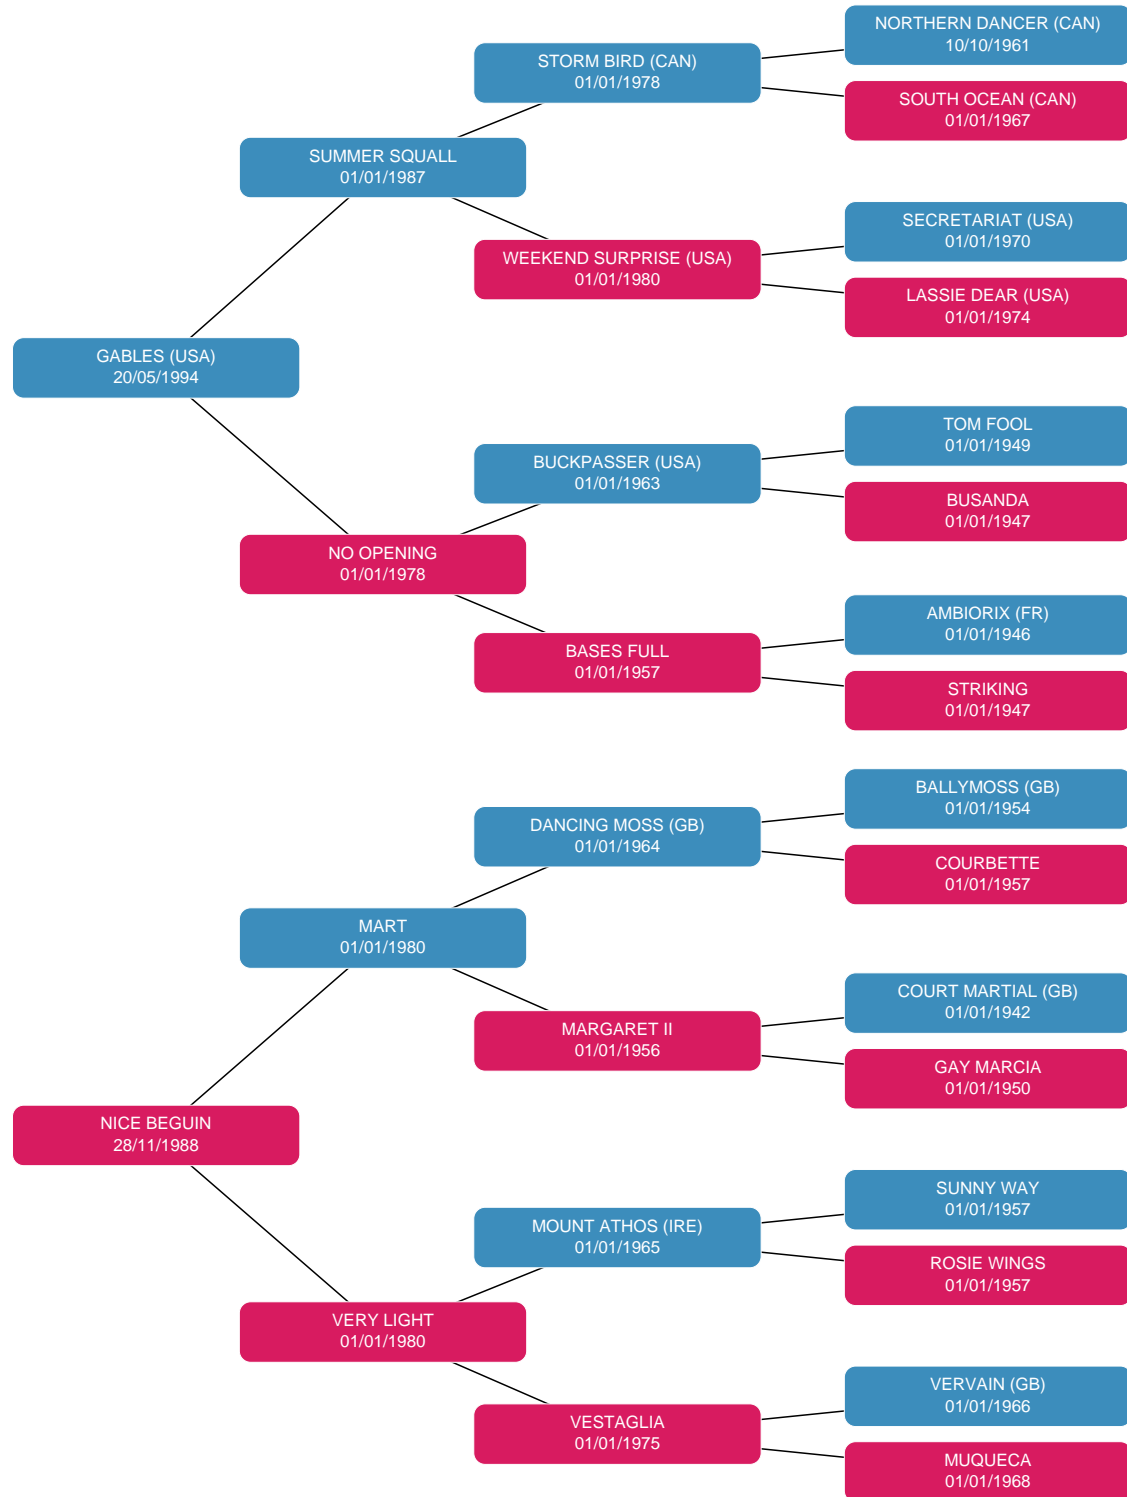 NORTHERN DANCER (CAN)
10/10/1961
STORM BIRD (CAN)
01/01/1978
SOUTH OCEAN (CAN)
01/01/1967
SUMMER SQUALL
01/01/1987
SECRETARIAT (USA)
01/01/1970
WEEKEND SURPRISE (USA)
01/01/1980
LASSIE DEAR (USA)
01/01/1974
GABLES (USA)
20/05/1994
TOM FOOL
01/01/1949
BUCKPASSER (USA)
01/01/1963
BUSANDA
01/01/1947
NO OPENING
01/01/1978
AMBIORIX (FR)
01/01/1946
BASES FULL
01/01/1957
STRIKING
01/01/1947
BALLYMOSS (GB)
01/01/1954
DANCING MOSS (GB)
01/01/1964
COURBETTE
01/01/1957
MART
01/01/1980
COURT MARTIAL (GB)
01/01/1942
MARGARET II
01/01/1956
GAY MARCIA
01/01/1950
NICE BEGUIN
28/11/1988
SUNNY WAY
01/01/1957
MOUNT ATHOS (IRE)
01/01/1965
ROSIE WINGS
01/01/1957
VERY LIGHT
01/01/1980
VERVAIN (GB)
01/01/1966
VESTAGLIA
01/01/1975
MUQUECA
01/01/1968